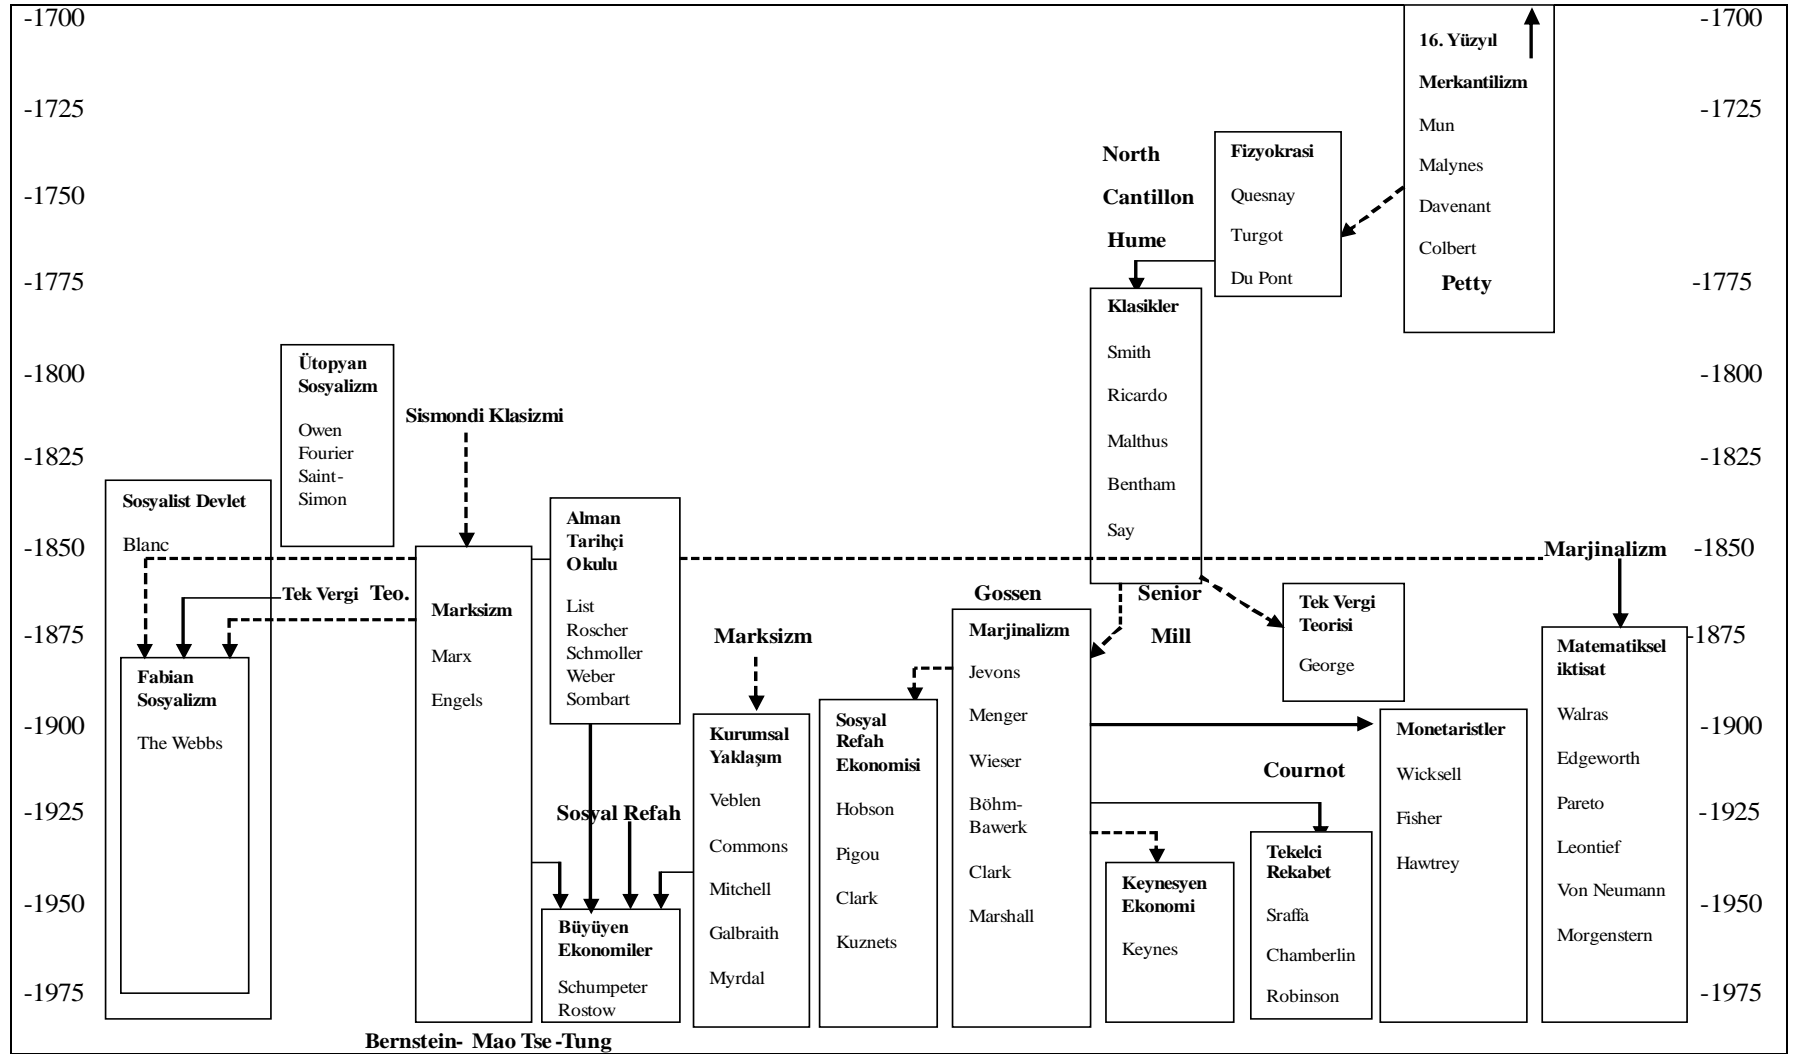 -1700
-1725
-1750
-1775
-1800
-1825
-1850
-1875
-1900
-1925
-1950
-1975
Sosyalist Devlet
Blanc
Tek Vergi Teo.
Fabian
Sosyalizm
The Webbs
Ütopyan
Sosyalizm
Owen
Fourier
Saint-
Simon
Sismondi Klasizmi
Marksizm
Marx
Engels
Bernstein- Mao Tse -Tung
Alman
Tarihçi
Okulu
List
Roscher
Schmoller
Weber
Sombart
Sosyal Refah
Büyüyen
Ekonomiler
Schumpeter
Rostow
Marksizm
Kurumsal
Yaklaşım
Veblen
Commons
Mitchell
Galbraith
Myrdal
Sosyal
Refah
Ekonomisi
Hobson
Pigou
Clark
Kuznets
Gossen
Marjinalizm
Jevons
Menger
Wieser
Böhm-
Bawerk
Clark
Marshall
North
Cantillon
Hume
Klasikler
Smith
Ricardo
Malthus
Bentham
Say
Senior
Mill
Fizyokrasi
Quesnay
Turgot
Du Pont
16. Yüzyıl
Merkantilizm
Mun
Malynes
Davenant
Colbert
Petty
Tek Vergi
Teorisi
George
Cournot
Keynesyen
Ekonomi
Keynes
Tekelci
Rekabet
Sraffa
Chamberlin
Robinson
Monetaristler
Wicksell
Fisher
Hawtrey
Marjinalizm
Matematiksel
iktisat
Walras
Edgeworth
Pareto
Leontief
Von Neumann
Morgenstern
-1700
-1725
-1750
-1775
-1800
-1825
-1850
-1875
-1900
-1925
-1950
-1975